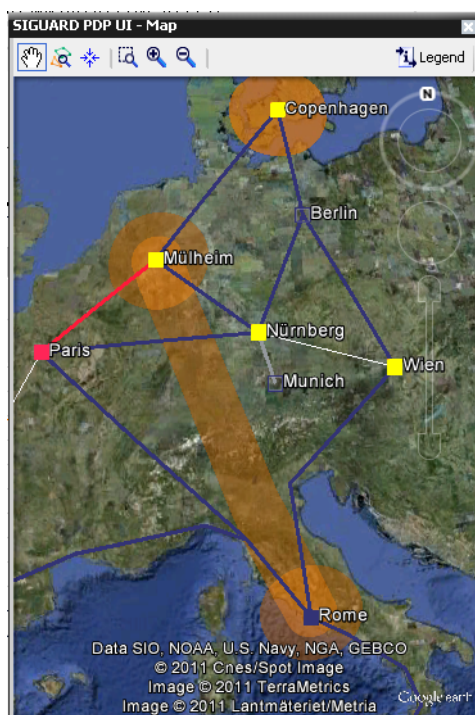 SIGUARD PDP UI - Map
Legend
N
Copenhagen
Berlin
Mülheim
Nürnberg
Paris
Wien
Munich
Rome
Data SIO, NOAA, U.S. Navy, NGA, GEBCO
© 2011 Cnes/Spot Image
Image © 2011 TerraMetrics
Image © 2011 Lantmäteriet/Metria
Google earth